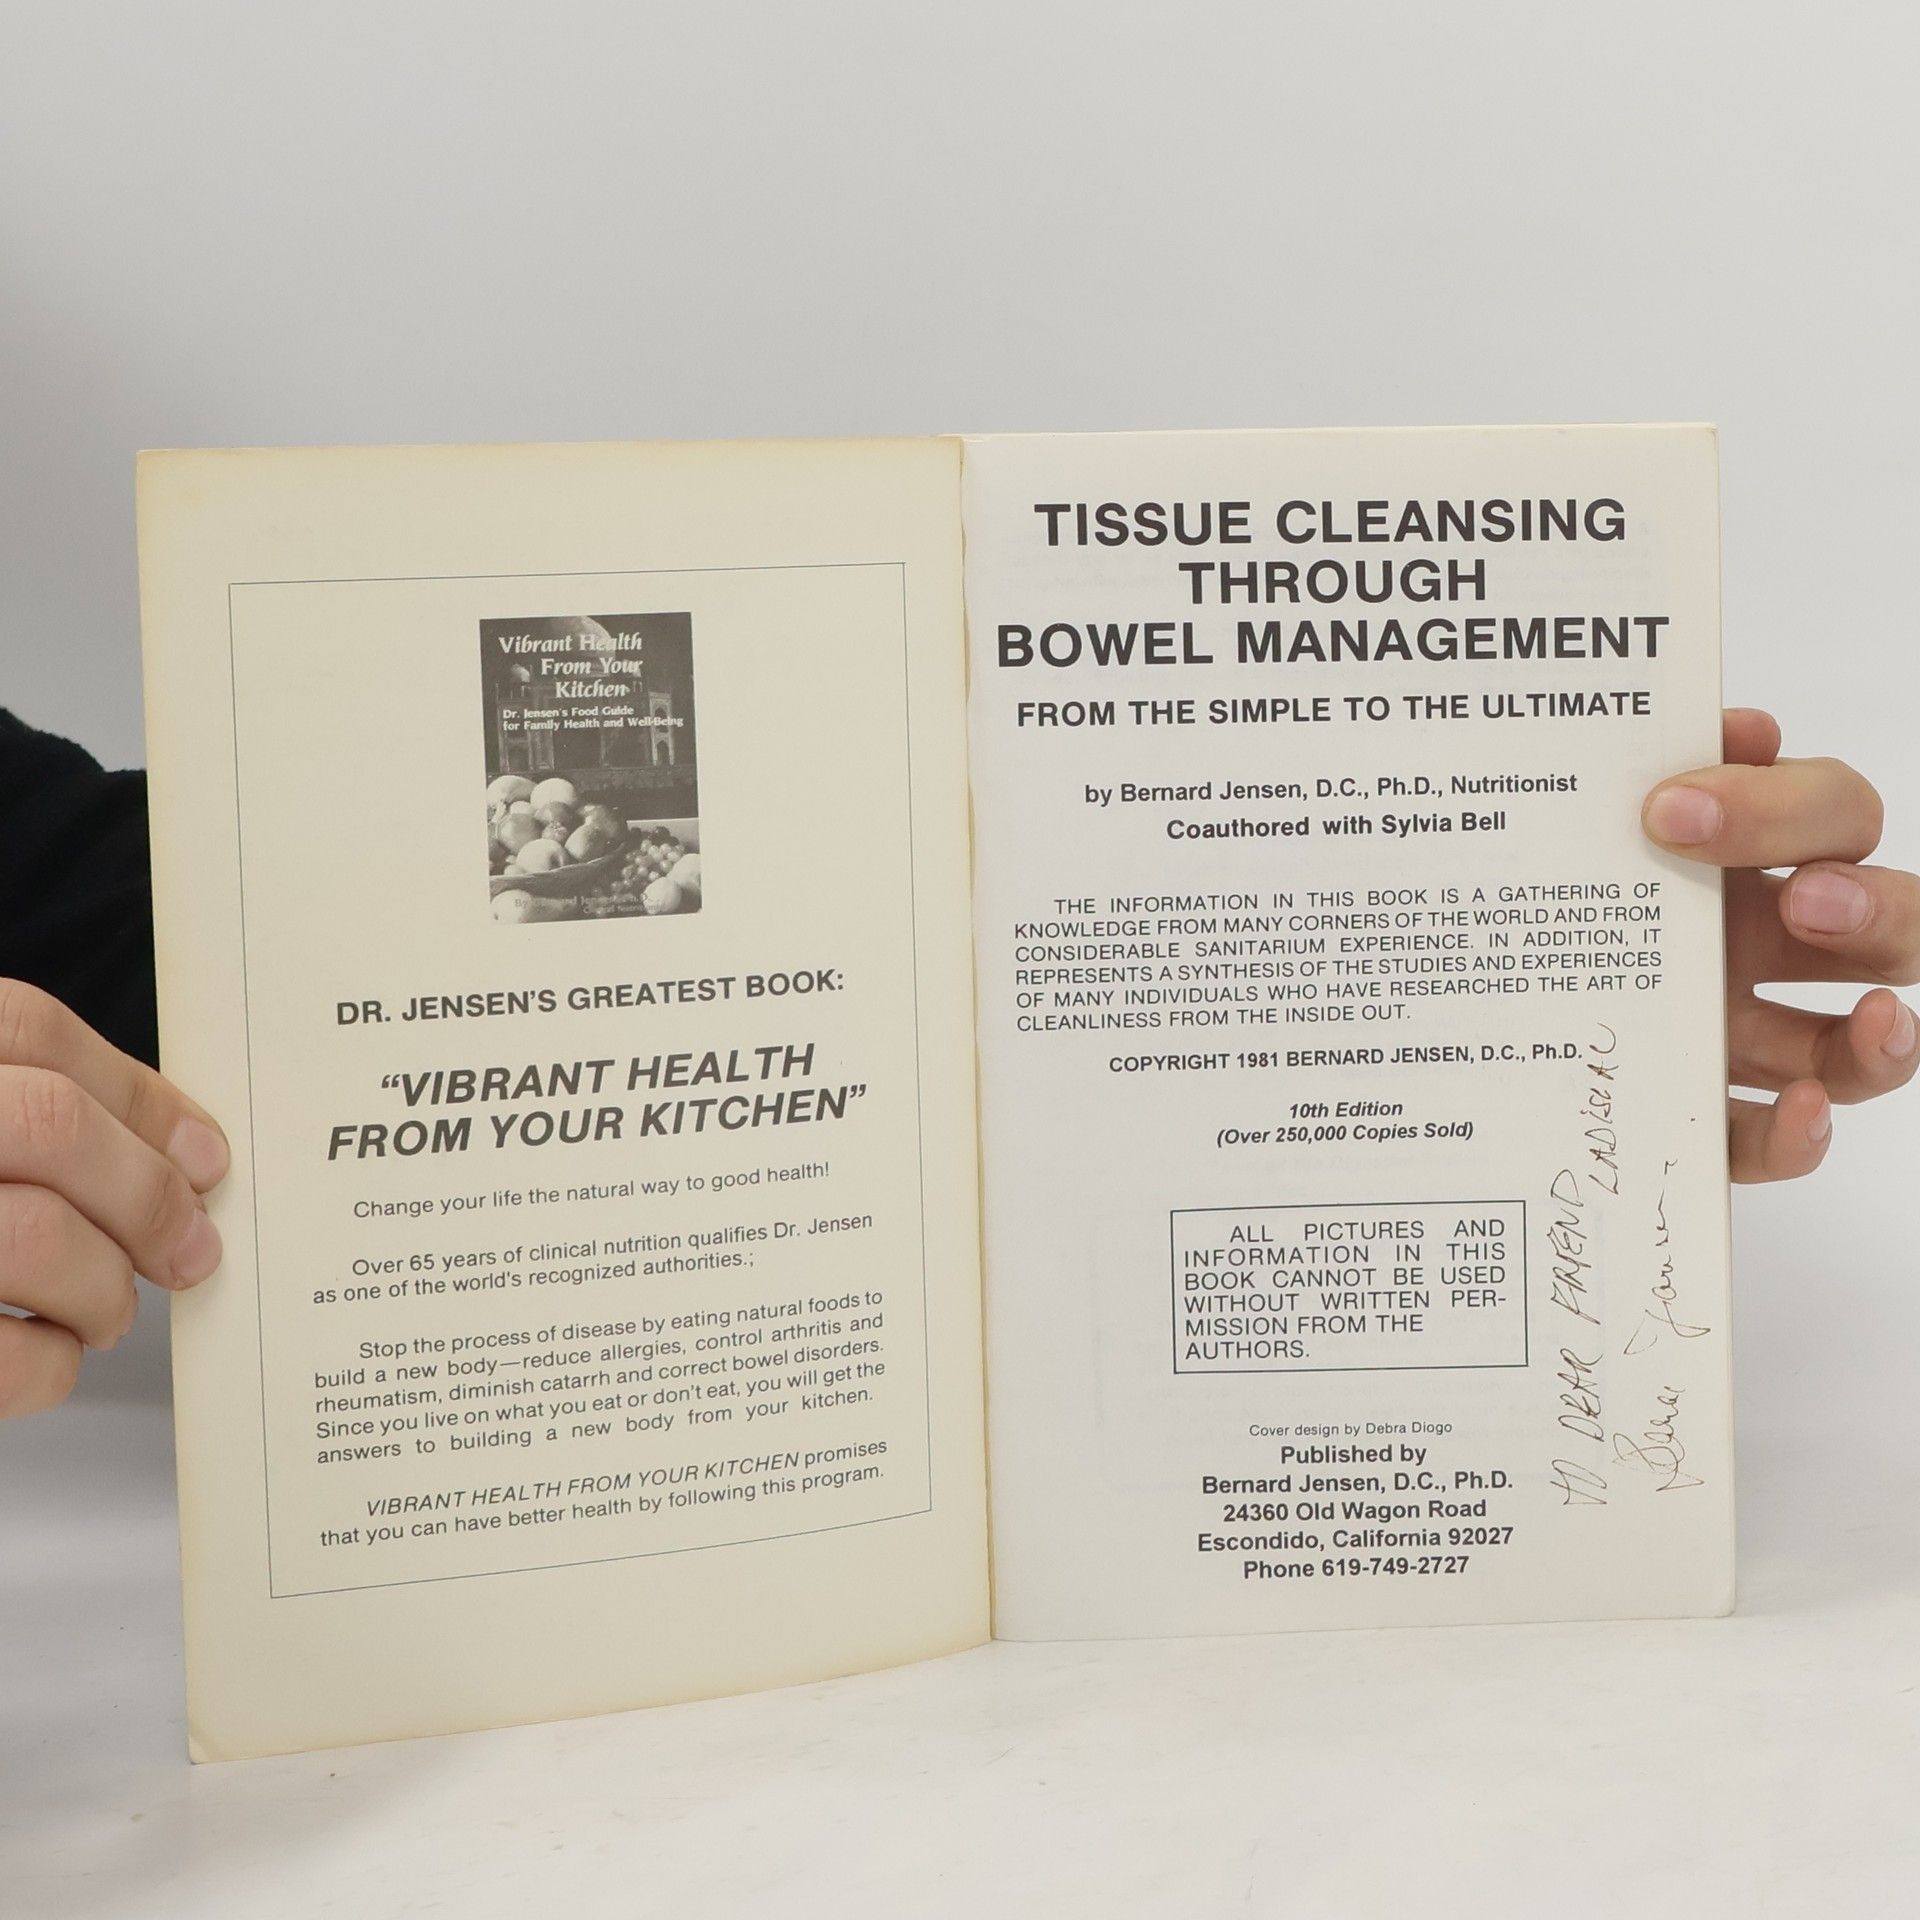 Vibrant Health
From Your
Kitchen
Dr. Jensen's Food Guide
for Family Health and Well-Being
DR. JENSEN'S GREATEST BOOK:
"VIBRANT HEALTH
FROM YOUR KITCHEN"
Change your life the natural way to good health!
Over 65 years of clinical nutrition qualifies Dr. Jensen
as one of the world's recognized authorities.;
Stop the process of disease by eating natural foods to
build a new body—reduce allergies, control arthritis and
rheumatism, diminish catarrh and correct bowel disorders.
Since you live on what you eat or don't eat, you will get the
answers to building a new body from your kitchen.
VIBRANT HEALTH FROM YOUR KITCHEN promises
that you can have better health by following this program.
TISSUE CLEANSING
THROUGH
BOWEL MANAGEMENT
FROM THE SIMPLE TO THE ULTIMATE
by Bernard Jensen, D.C., Ph.D., Nutritionist
Coauthored with Sylvia Bell
THE INFORMATION IN THIS BOOK IS A GATHERING OF
KNOWLEDGE FROM MANY CORNERS OF THE WORLD AND FROM
CONSIDERABLE SANITARIUM EXPERIENCE. IN ADDITION, IT
REPRESENTS A SYNTHESIS OF THE STUDIES AND EXPERIENCES
OF MANY INDIVIDUALS WHO HAVE RESEARCHED THE ART OF
CLEANLINESS FROM THE INSIDE OUT.
COPYRIGHT 1981 BERNARD JENSEN, D.C., Ph.D.
10th Edition
(Over 250,000 Copies Sold)
ALL PICTURES AND
INFORMATION IN THIS
BOOK CANNOT BE USED
WITHOUT WRITTEN PER-
MISSION FROM THE
AUTHORS.
Cover design by Debra Diogo
Published by
Bernard Jensen, D.C., Ph.D.
24360 Old Wagon Road
Escondido, California 92027
Phone 619-749-2727
TO DEAR FRIEND
LADISLAC